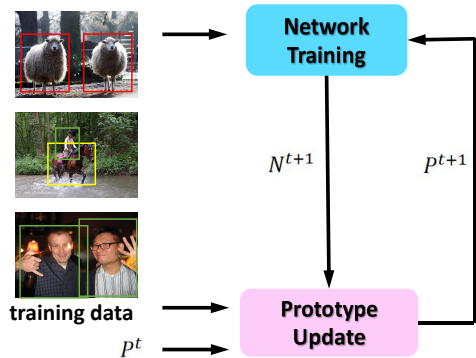 Network
Training
N^{t+1}
P^{t+1}
training data
Prototype
Update
P^t